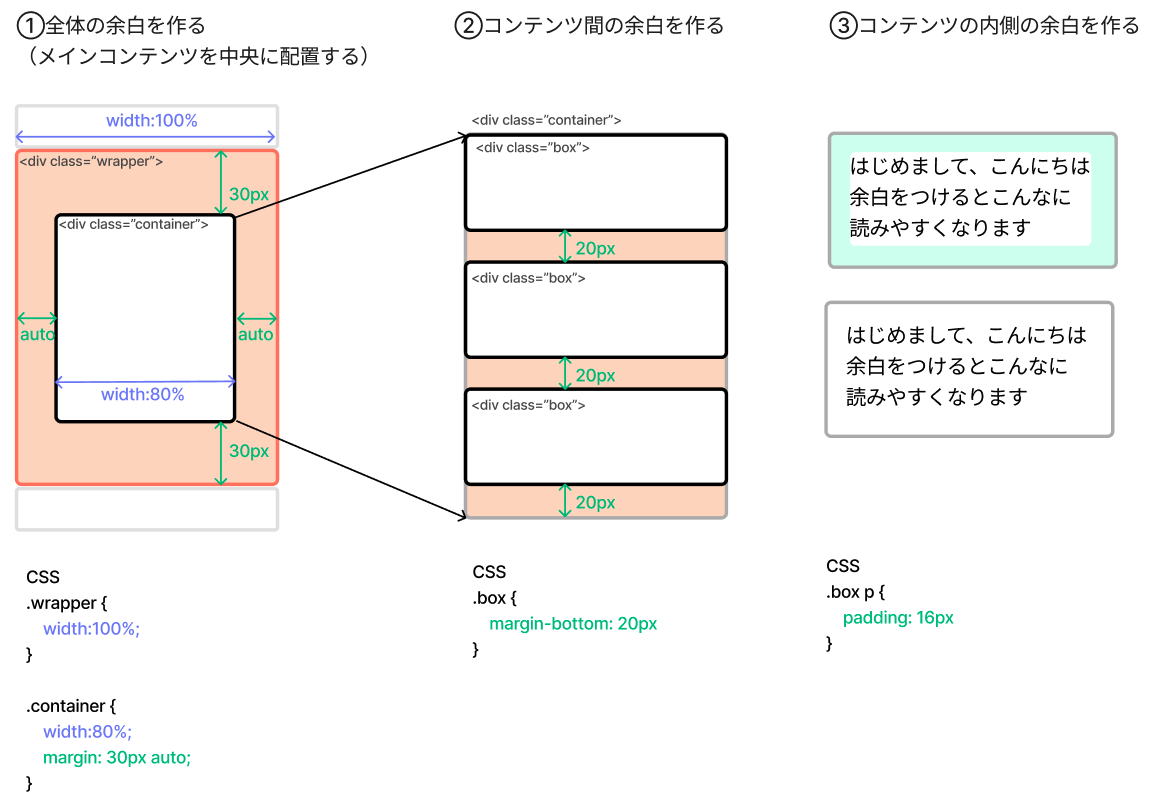 ①全体の余白を作る
（メインコンテンツを中央に配置する）
width:100%
<div class="wrapper">
30px
<div class="container">
auto
auto
width:80%
30px
CSS
.wrapper {
width:100%;
}
.container {
width:80%;
margin: 30px auto;
}
②コンテンツ間の余白を作る
<div class="container">
<div class="box">
20px
<div class="box">
20px
<div class="box">
20px
CSS
.box {
margin-bottom: 20px
}
③コンテンツの内側の余白を作る
はじめまして、こんにちは
余白をつけるとこんなに
読みやすくなります
はじめまして、こんにちは
余白をつけるとこんなに
読みやすくなります
CSS
.box p {
padding: 16px
}